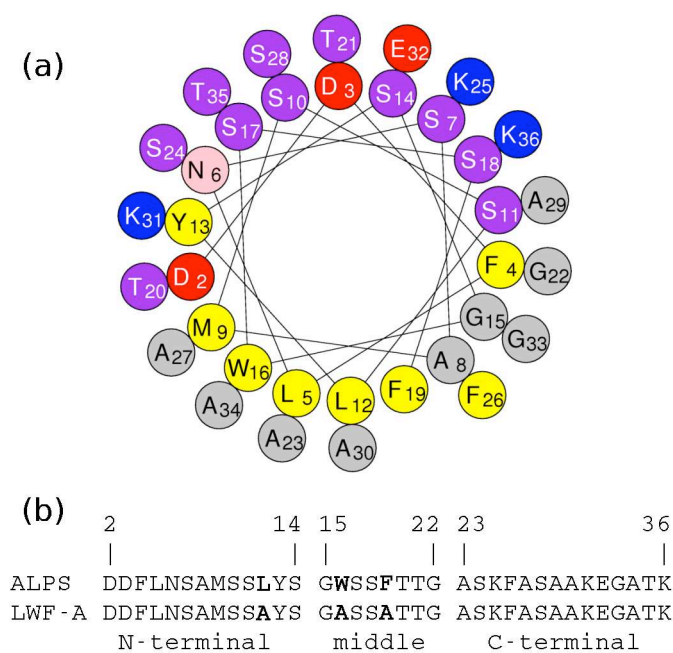 (a)
T21
E32
S28
K25
T35
S10
D3
S14
S7
S17
K36
S24
N6
S18
K31
Y13
S11
A29
T20
D2
F4
G22
M9
G15
G33
A27
W16
A8
A34
L5
L12
F19
F26
A23
A30
(b)
2 14 15 22 23 36
ALPS DDFLNSAMSSLYS GWSSFTTG ASKFASAAKEGATK
LWF-A DDFLNSAMSSAYS GASSATTG ASKFASAAKEGATK
N-terminal middle C-terminal